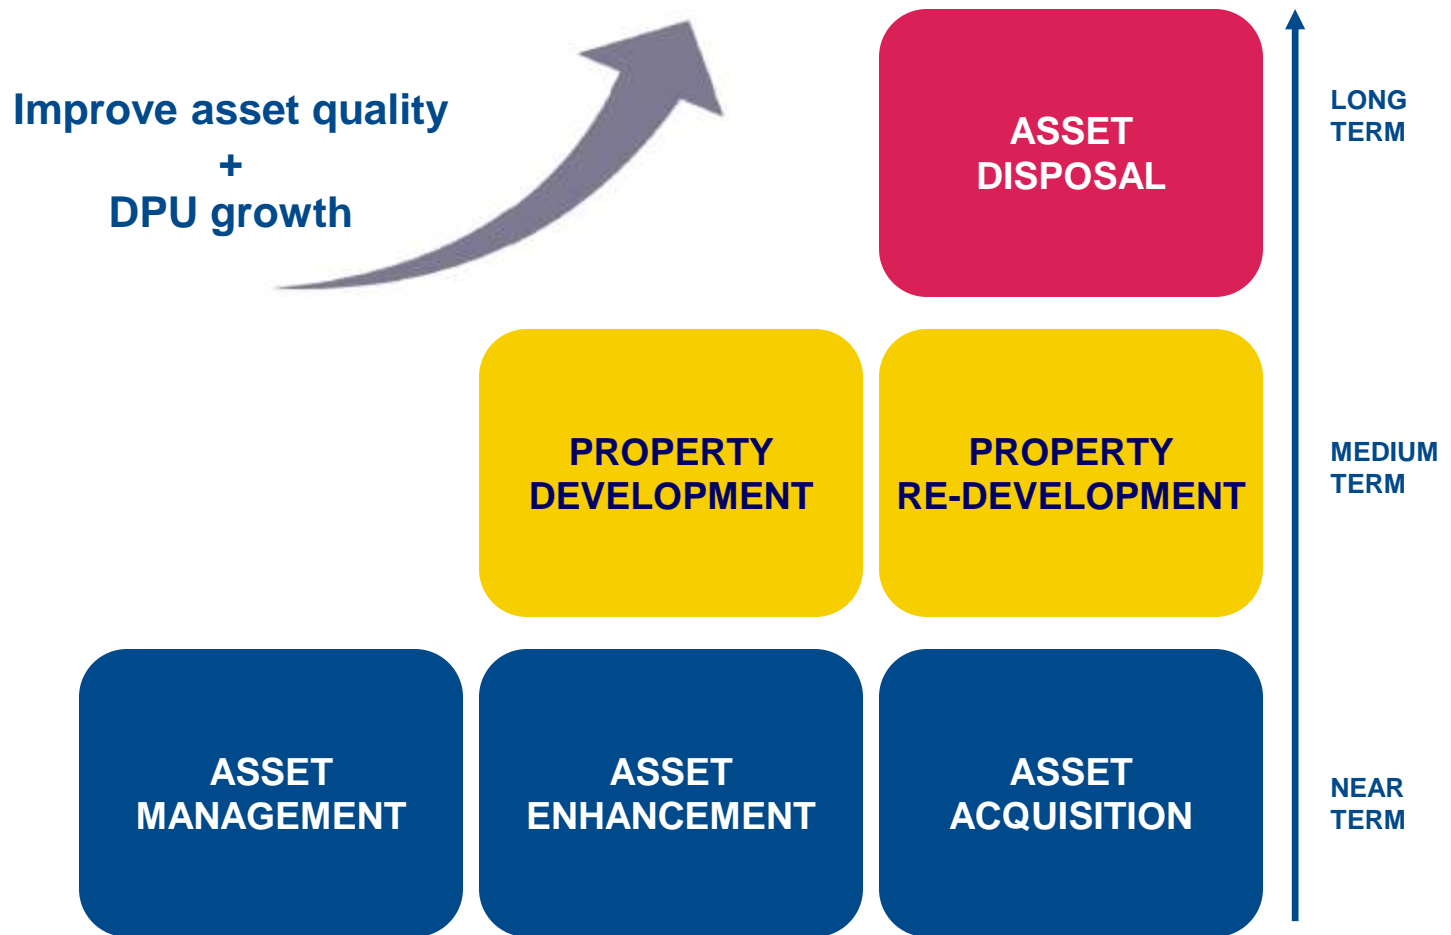 Improve asset quality
+
DPU growth
ASSET
DISPOSAL
LONG
TERM
PROPERTY
DEVELOPMENT
PROPERTY
RE-DEVELOPMENT
MEDIUM
TERM
ASSET
MANAGEMENT
ASSET
ENHANCEMENT
ASSET
ACQUISITION
NEAR
TERM